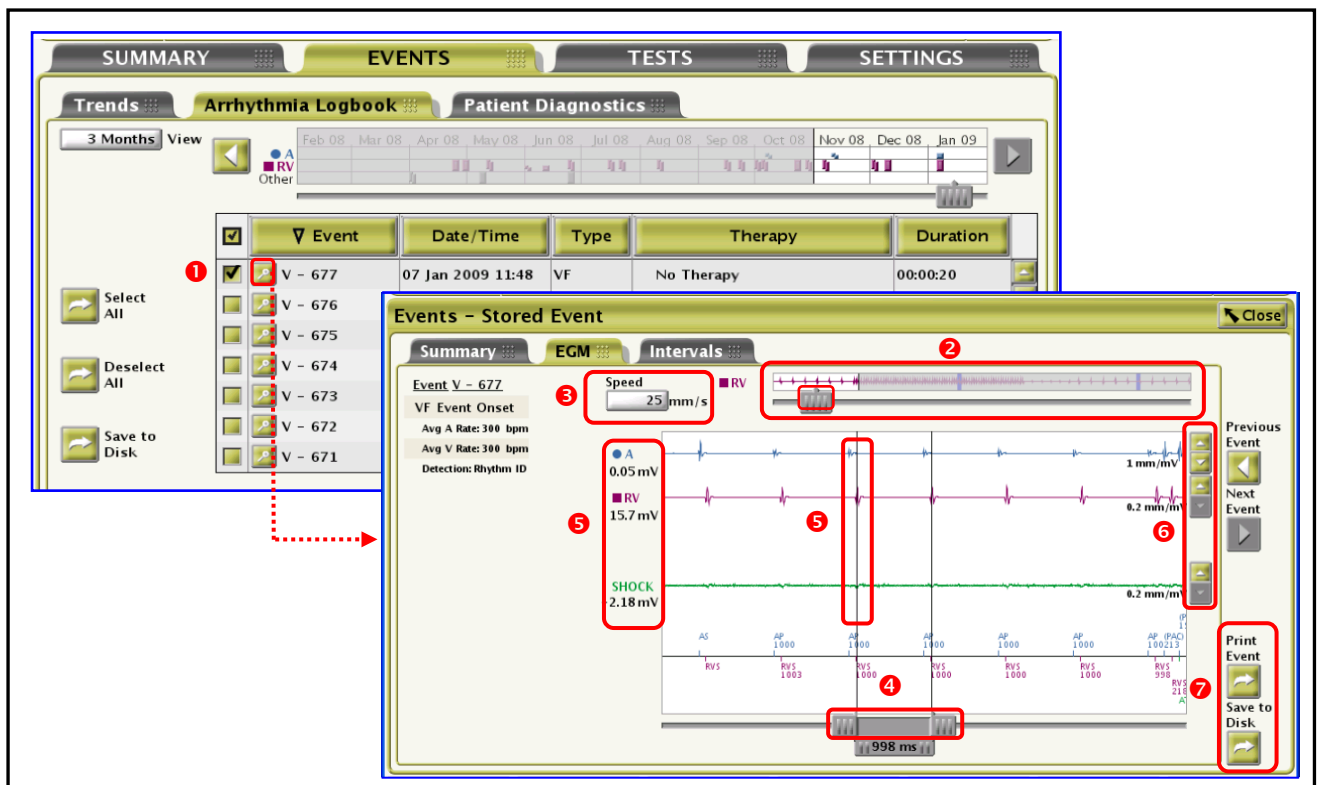 SUMMARY EVENTS TESTS SETTINGS
Trends Arrhythmia Logbook Patient Diagnostics
3 Months View
Feb 08 Mar 08 Apr 08 May 08 Jun 08 Jul 08 Aug 08 Sep 08 Oct 08 Nov 08 Dec 08 Jan 09
A
RV
Other
Event Date/Time Type Therapy Duration
1
V - 677 07 Jan 2009 11:48 VF No Therapy 00:00:20
V - 676
V - 675
V - 674
V - 673
V - 672
V - 671
Select
All
Deselect
All
Save to
Disk
Events - Stored Event Close
Summary EGM Intervals
2
Event V - 677
VF Event Onset
Avg A Rate: 300 bpm
Avg V Rate: 300 bpm
Detection: Rhythm ID
3
Speed
25 mm/s
RV
A
0.05 mV
RV
15.7 mV
SHOCK
-2.18 mV
5
5
1 mm/mV
0.2 mm/mV
0.2 mm/mV
6
Previous
Event
Next
Event
AS AP AP AP AP AP AP (PAC)
1000 1000 1000 1000 1000 100213
RVS RVS RVS RVS RVS RVS RVS
1003 1000 1000 1000 1000 998
RVS
218
4
998 ms
7
Print
Event
Save to
Disk